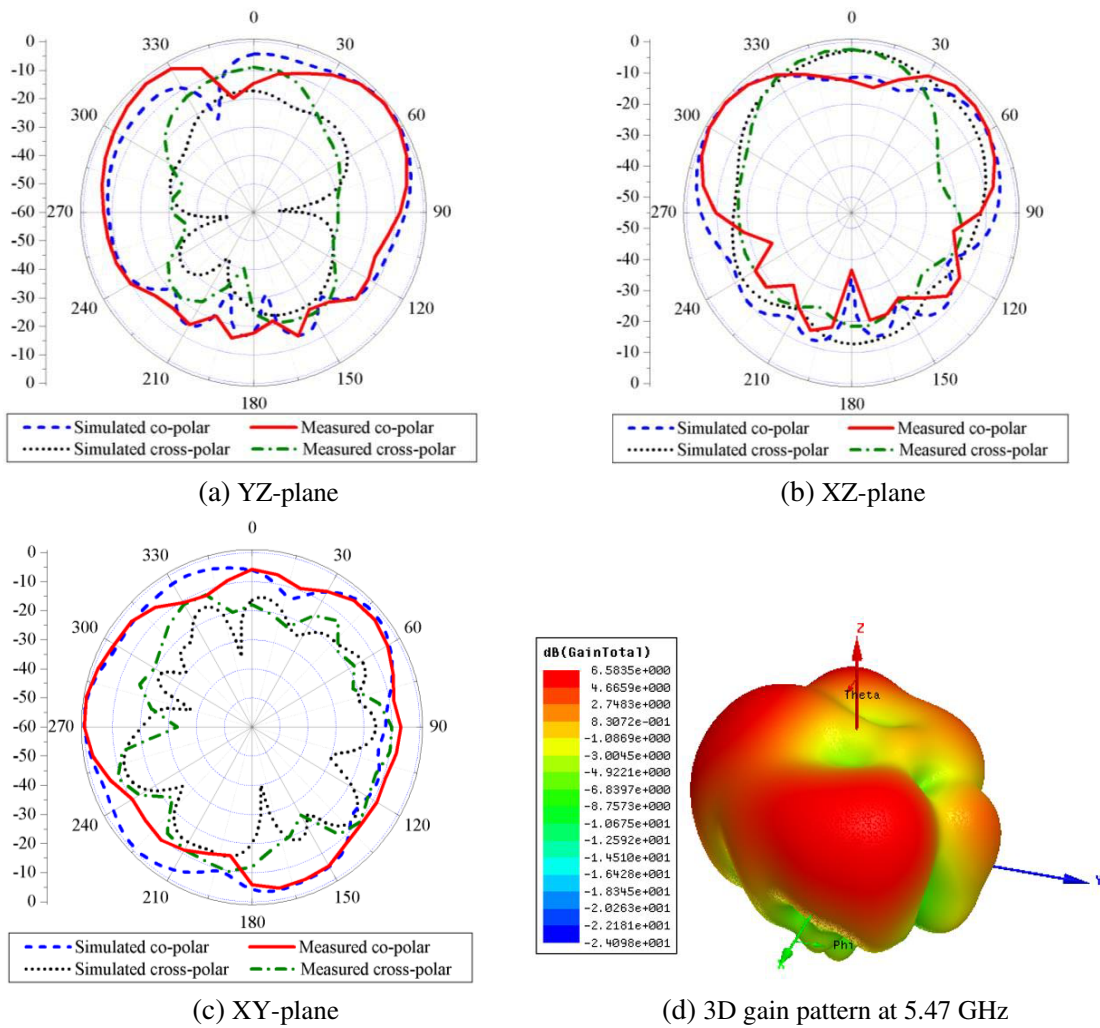 0
330
30
300
60
270
90
240
120
210
150
180
0
-10
-20
-30
-40
-50
-60
-50
-40
-30
-20
-10
0
Simulated co-polar
Measured co-polar
Simulated cross-polar
Measured cross-polar
(a) YZ-plane
0
330
30
300
60
270
90
240
120
210
150
180
0
-10
-20
-30
-40
-50
-60
-50
-40
-30
-20
-10
0
Simulated co-polar
Measured co-polar
Simulated cross-polar
Measured cross-polar
(b) XZ-plane
0
330
30
300
60
270
90
240
120
210
150
180
0
-10
-20
-30
-40
-50
-60
-50
-40
-30
-20
-10
0
Simulated co-polar
Measured co-polar
Simulated cross-polar
Measured cross-polar
(c) XY-plane
dB(GainTotal)
6.5835e+000
4.6659e+000
2.7483e+000
8.3072e-001
-1.0869e+000
-3.0045e+000
-4.9221e+000
-6.8397e+000
-8.7573e+000
-1.0675e+001
-1.2592e+001
-1.4510e+001
-1.6428e+001
-1.8345e+001
-2.0263e+001
-2.2181e+001
-2.4098e+001
Z
Theta
Y
Phi
X
(d) 3D gain pattern at 5.47 GHz